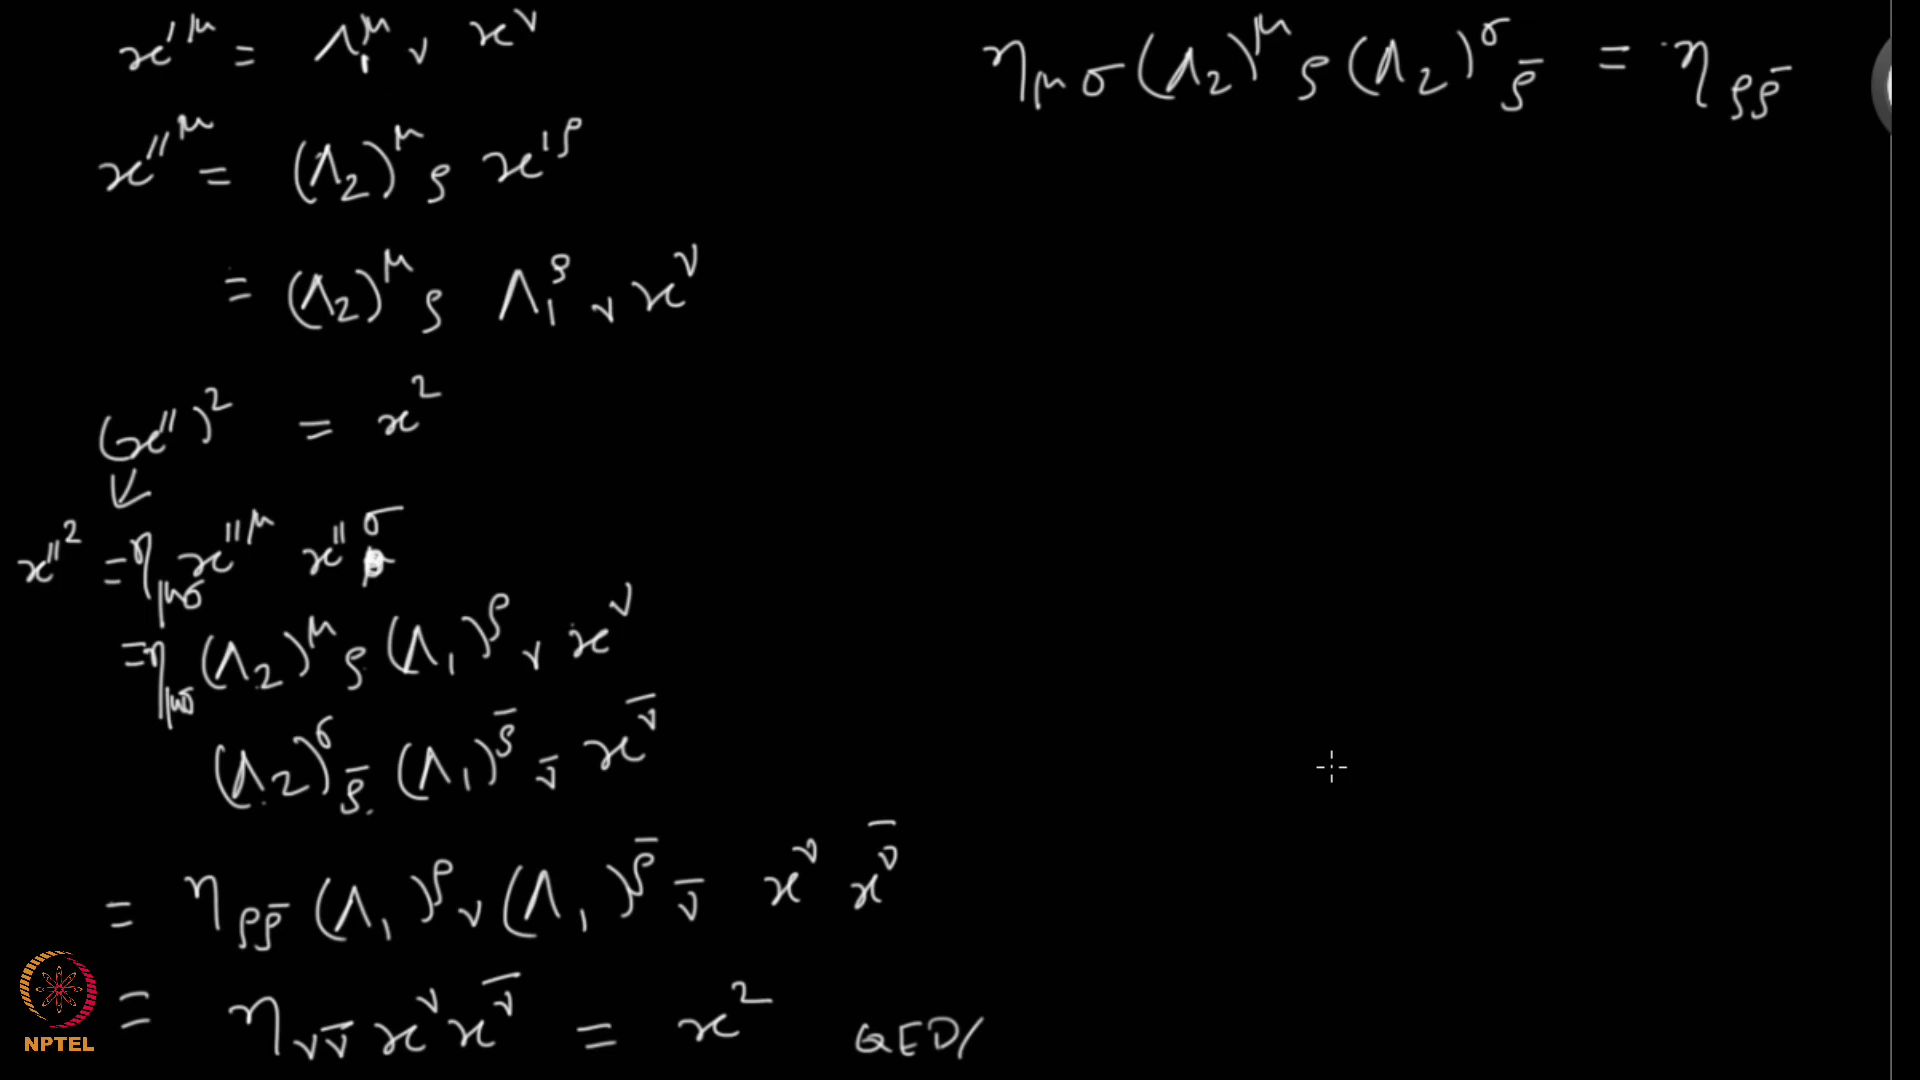 x'^μ = Λ₁^μ_ν x^ν
x''^μ = (Λ₂)^μ_ρ x'^ρ
= (Λ₂)^μ_ρ Λ₁^ρ_ν x^ν
(x'')² = x²
x''² = η_μσ x''^μ x''^σ
= η_μσ (Λ₂)^μ_ρ (Λ₁)^ρ_ν x^ν
(Λ₂)^σ_ρ̄ (Λ₁)^ρ̄_ν̄ x^ν̄
= η_ρρ̄ (Λ₁)^ρ_ν (Λ₁)^ρ̄_ν̄ x^ν x^ν̄
= η_νν̄ x^ν x^ν̄ = x² QED/
η_μσ (Λ₂)^μ_ρ (Λ₂)^σ_ρ̄ = η_ρρ̄
NPTEL